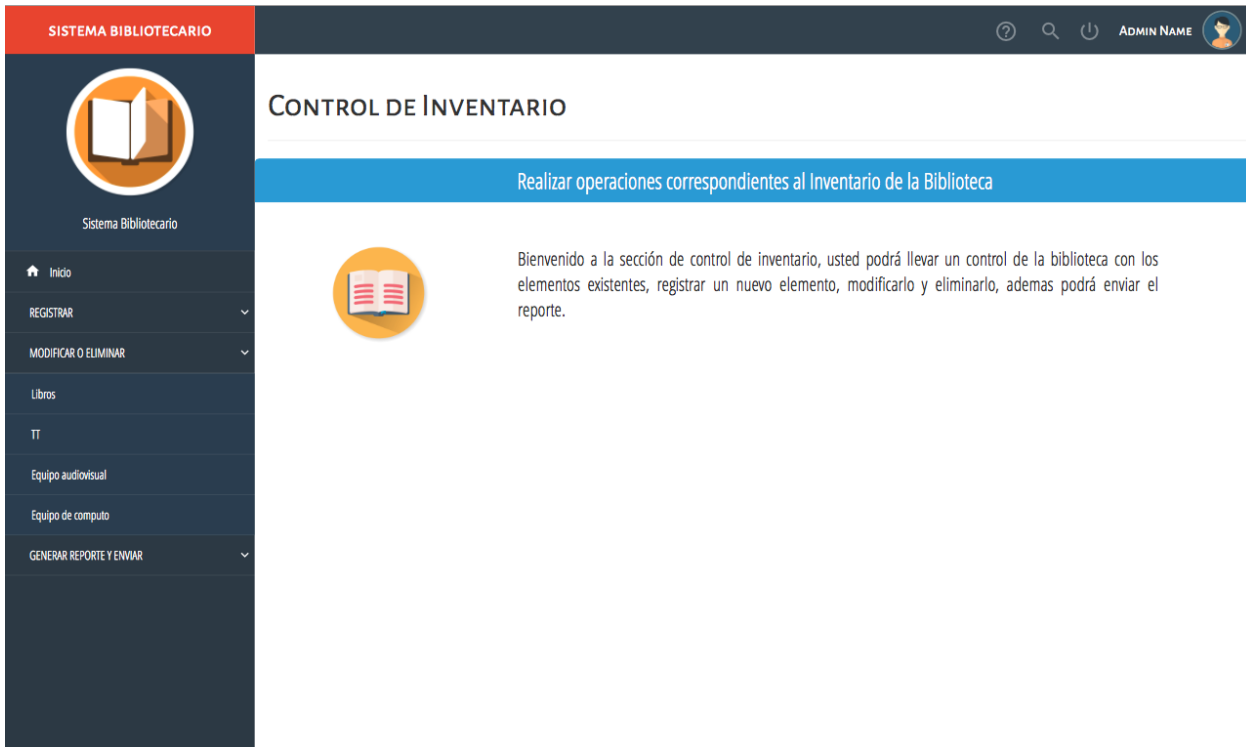 SISTEMA BIBLIOTECARIO
ADMIN NAME
Sistema Bibliotecario
Inicio
REGISTRAR
MODIFICAR O ELIMINAR
Libros
TT
Equipo audiovisual
Equipo de computo
GENERAR REPORTE Y ENVIAR
CONTROL DE INVENTARIO
Realizar operaciones correspondientes al Inventario de la Biblioteca
Bienvenido a la sección de control de inventario, usted podrá llevar un control de la biblioteca con los
elementos existentes, registrar un nuevo elemento, modificarlo y eliminarlo, ademas podrá enviar el
reporte.